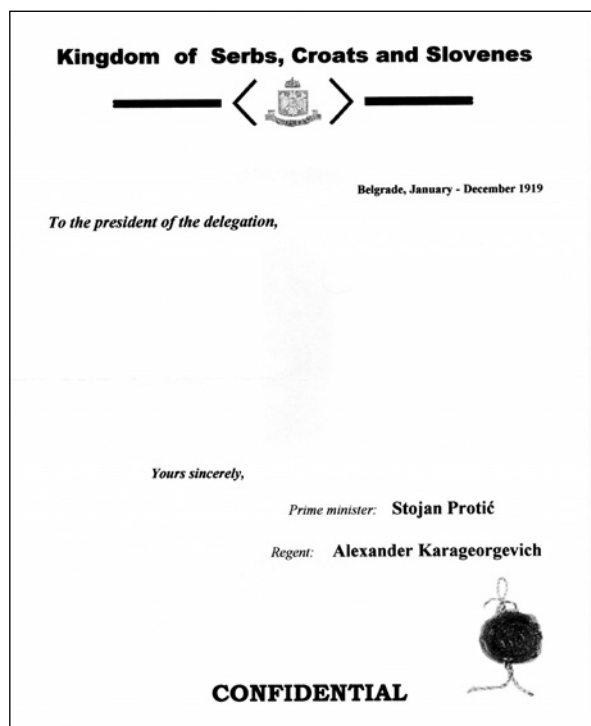 Kingdom of Serbs, Croats and Slovenes
Belgrade, January - December 1919
To the president of the delegation,
Yours sincerely,
Prime minister: Stojan Protić
Regent: Alexander Karageorgevich
CONFIDENTIAL